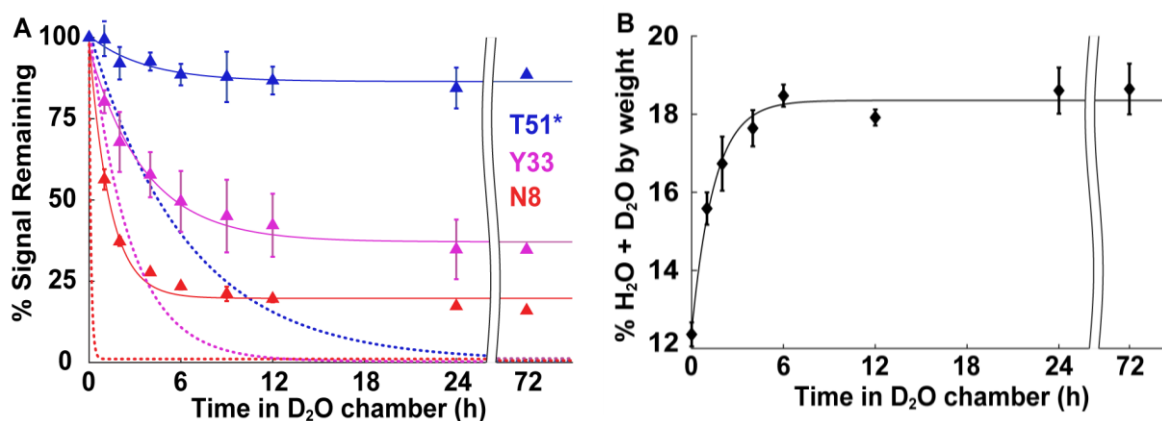 A
% Signal Remaining
100
75
50
25
0
T51*
Y33
N8
0 6 12 18 24 72
Time in D₂O chamber (h)
B
% H₂O + D₂O by weight
20
18
16
14
12
0 6 12 18 24 72
Time in D₂O chamber (h)